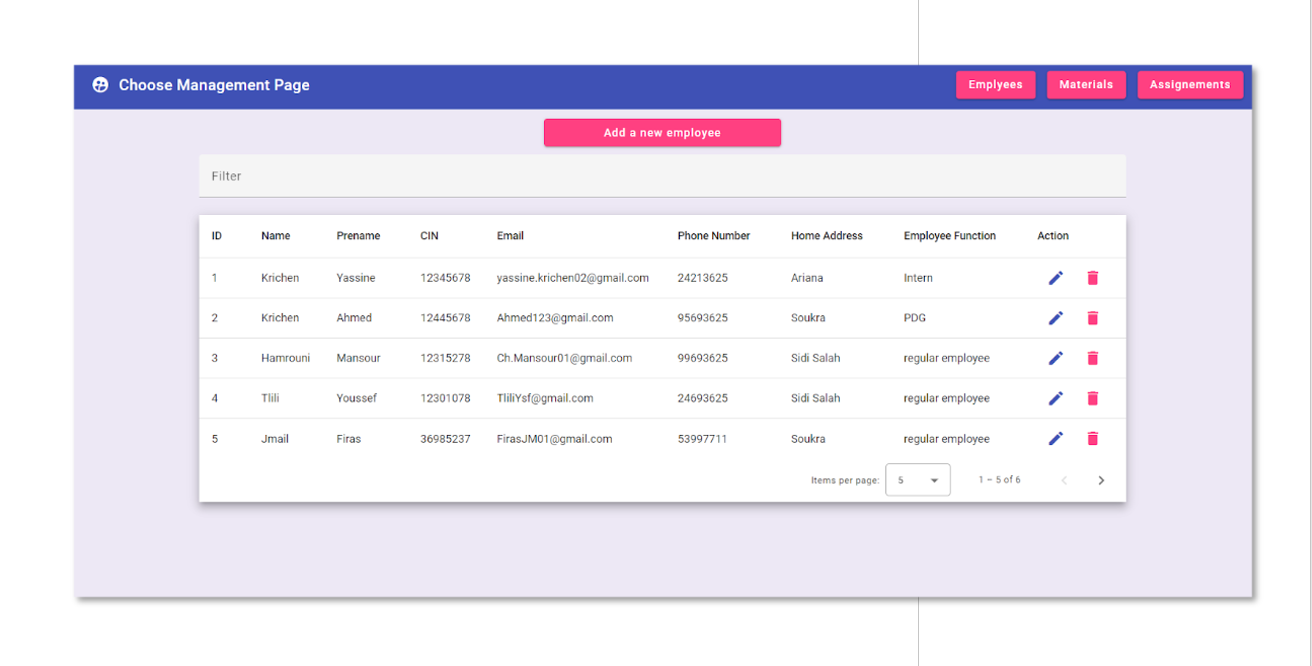 Choose Management Page Emplyees Materials Assignements
Add a new employee
Filter
ID Name Prename CIN Email Phone Number Home Address Employee Function Action
1 Krichen Yassine 12345678 yassine.krichen02@gmail.com 24213625 Ariana Intern
2 Krichen Ahmed 12445678 Ahmed123@gmail.com 95693625 Soukra PDG
3 Hamrouni Mansour 12315278 Ch.Mansour01@gmail.com 99693625 Sidi Salah regular employee
4 Tlili Youssef 12301078 TliliYsf@gmail.com 24693625 Sidi Salah regular employee
5 Jmail Firas 36985237 FirasJM01@gmail.com 53997711 Soukra regular employee
Items per page: 5 1 – 5 of 6